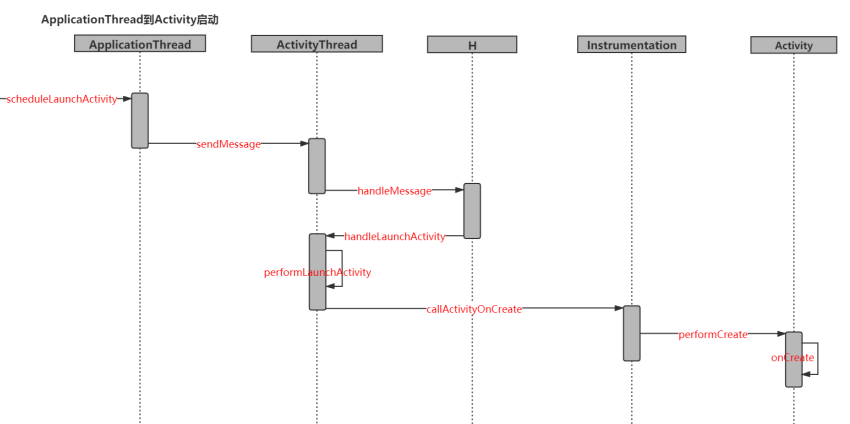 ApplicationThread到Activity启动
ApplicationThread
ActivityThread
H
Instrumentation
Activity
scheduleLaunchActivity
sendMessage
handleMessage
handleLaunchActivity
performLaunchActivity
callActivityOnCreate
performCreate
onCreate